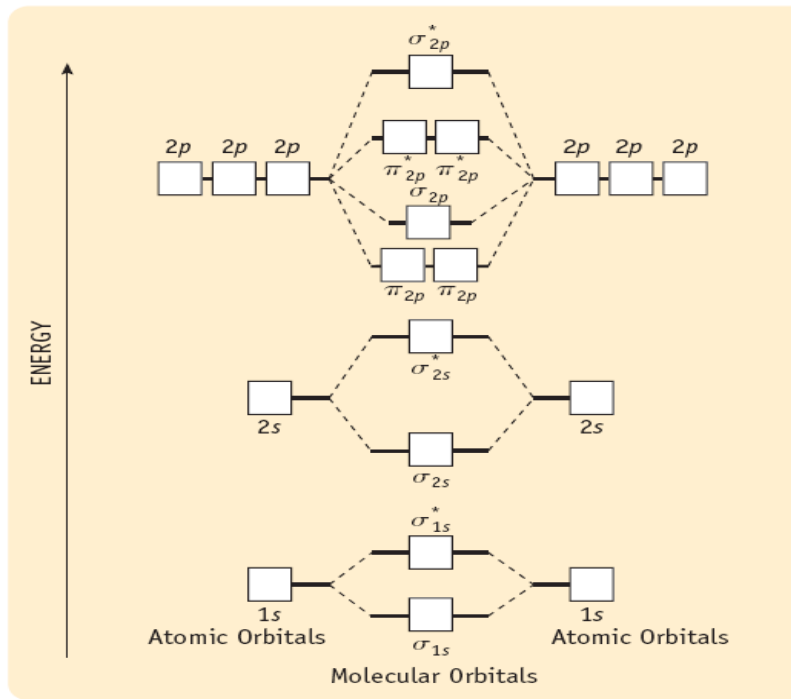 σ*2p
2p 2p 2p
2p 2p 2p
π*2p π*2p
σ2p
π2p π2p
ENERGY
σ*2s
2s
2s
σ2s
σ*1s
1s
1s
Atomic Orbitals
Atomic Orbitals
σ1s
Molecular Orbitals